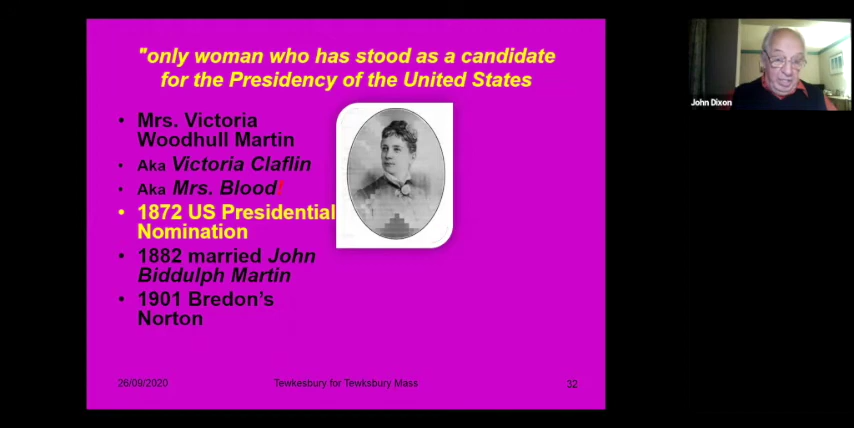 "only woman who has stood as a candidate
for the Presidency of the United States
• Mrs. Victoria
Woodhull Martin
• Aka Victoria Claflin
• Aka Mrs. Blood!
• 1872 US Presidential
Nomination
• 1882 married John
Biddulph Martin
• 1901 Bredon's
Norton
26/09/2020
Tewkesbury for Tewksbury Mass
32
John Dixon